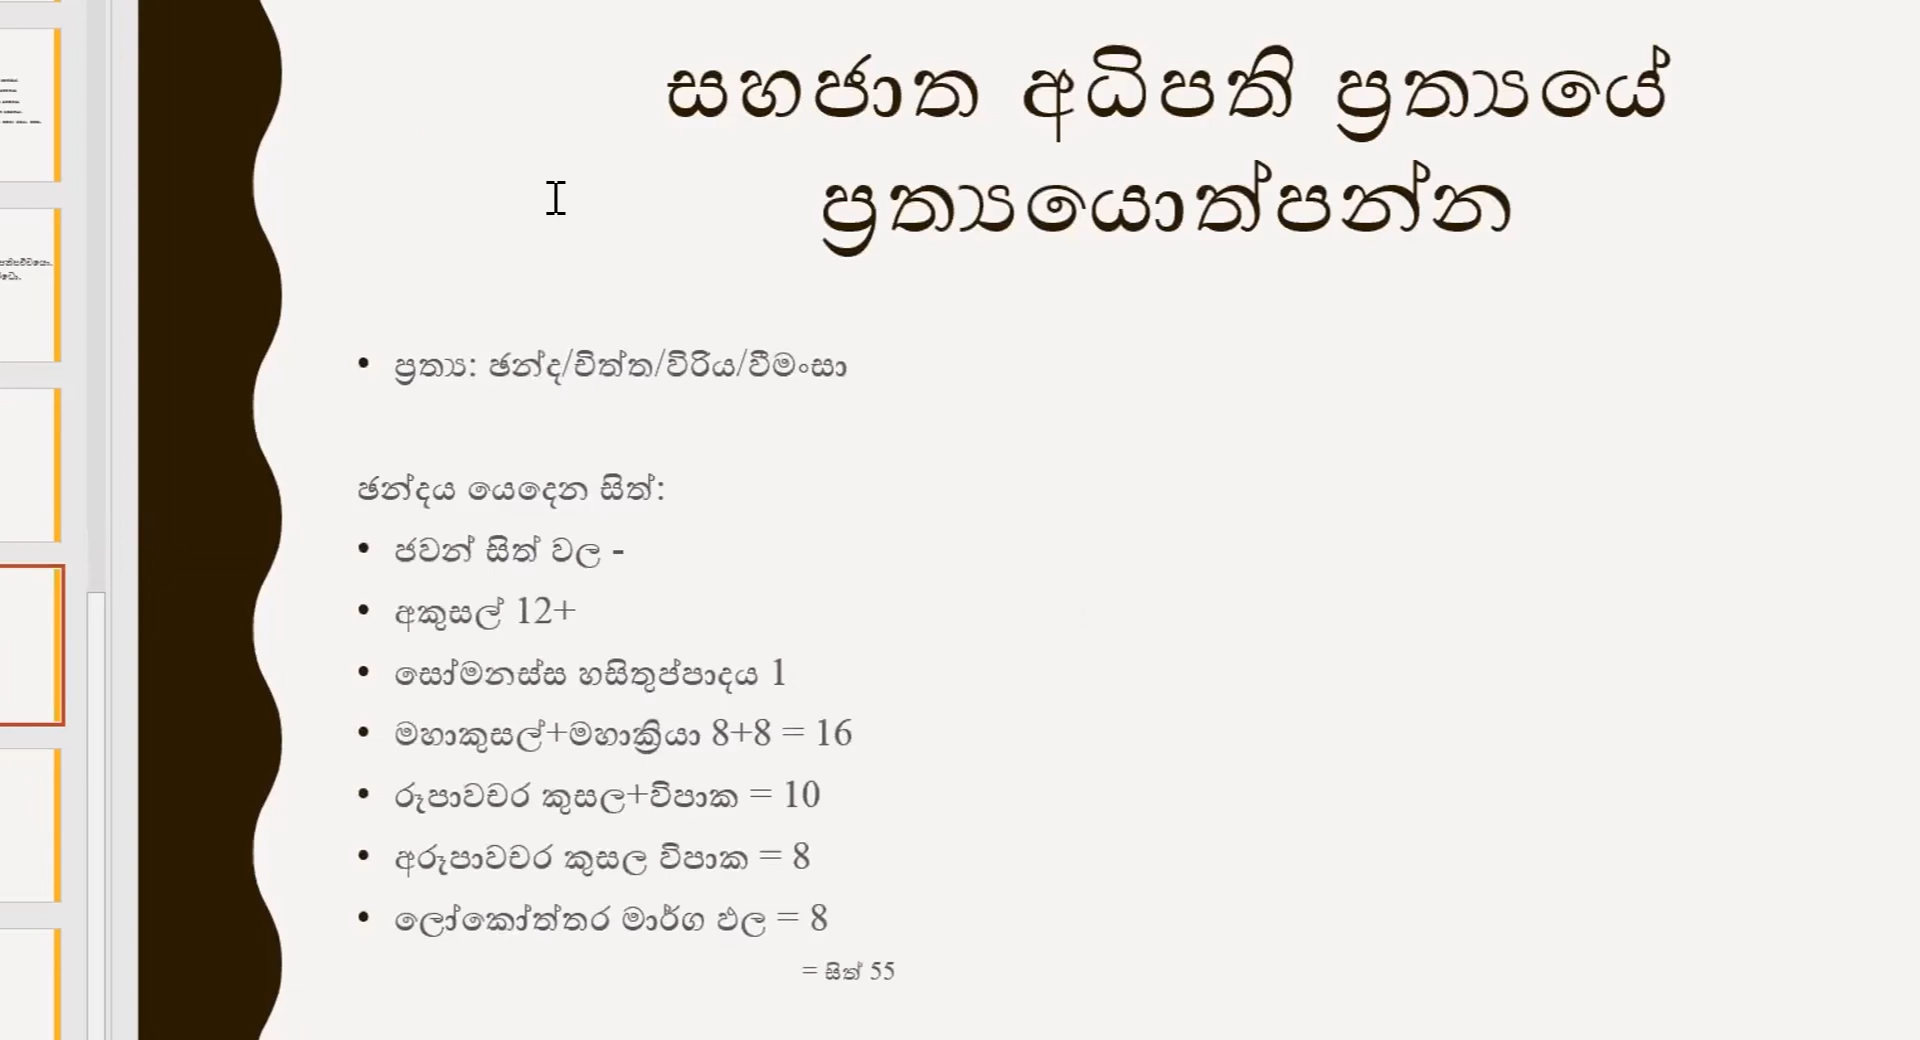 සහජාත අධිපති ප්‍රත්‍යයේ
ප්‍රත්‍යයොත්පන්න
• ප්‍රත්‍ය: ඡන්ද/චිත්ත/විරිය/වීමංසා
ඡන්දය යෙදෙන සිත්:
• ජවන් සිත් වල -
• අකුසල් 12+
• සෝමනස්ස හසිතුප්පාදය 1
• මහාකුසල්+මහාක්‍රියා 8+8 = 16
• රූපාවචර කුසල+විපාක = 10
• අරූපාවචර කුසල විපාක = 8
• ලෝකෝත්තර මාර්ග ඵල = 8
= සිත් 55